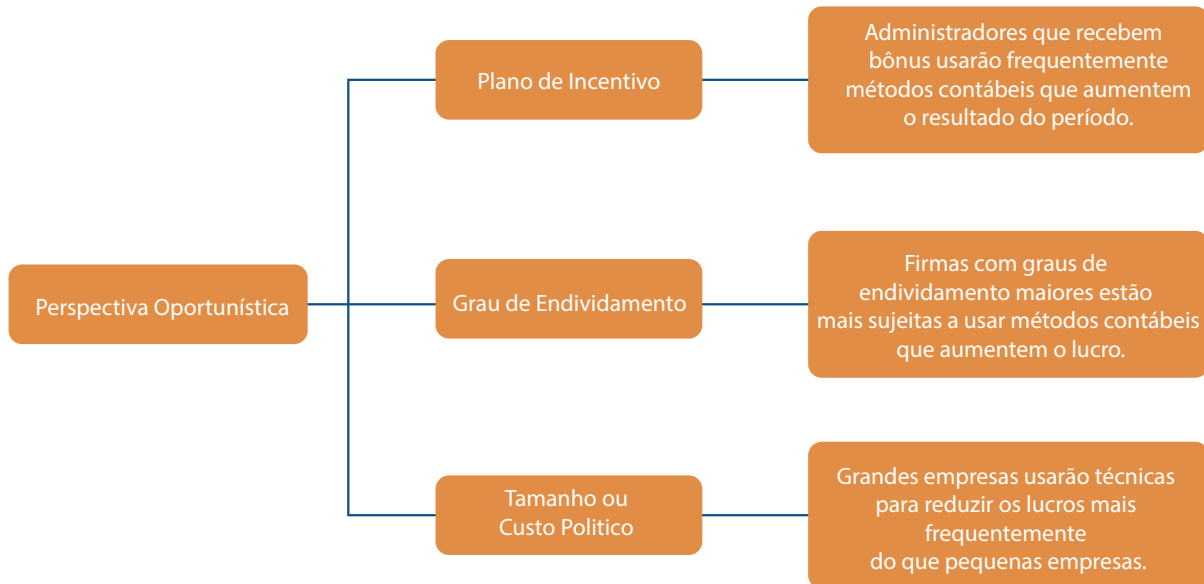 Plano de Incentivo
Administradores que recebem
bônus usarão frequentemente
métodos contábeis que aumentem
o resultado do período.
Perspectiva Oportunística
Grau de Endividamento
Firmas com graus de
endividamento maiores estão
mais sujeitas a usar métodos contábeis
que aumentem o lucro.
Tamanho ou
Custo Politico
Grandes empresas usarão técnicas
para reduzir os lucros mais
frequentemente
do que pequenas empresas.